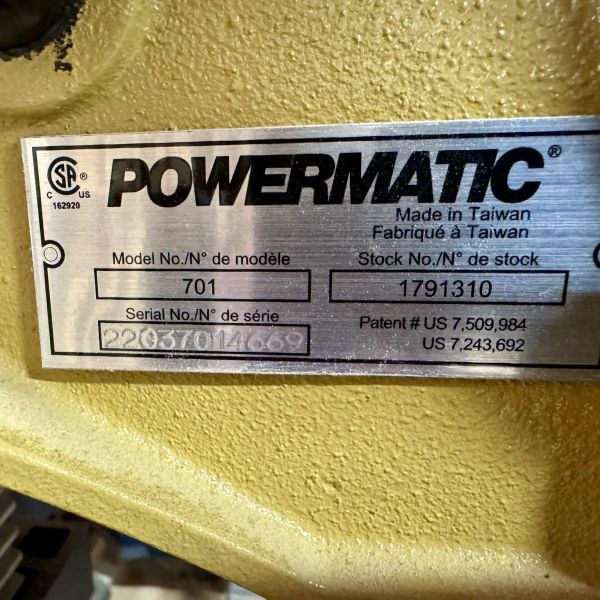 POWERMATIC®
SA ®
C US
162920
Made in Taiwan
Fabriqué à Taiwan
Model No./N° de modèle
Stock No./N° de stock
701
1791310
Serial No./N° de série
Patent # US 7,509,984
22037014669
US 7,243,692